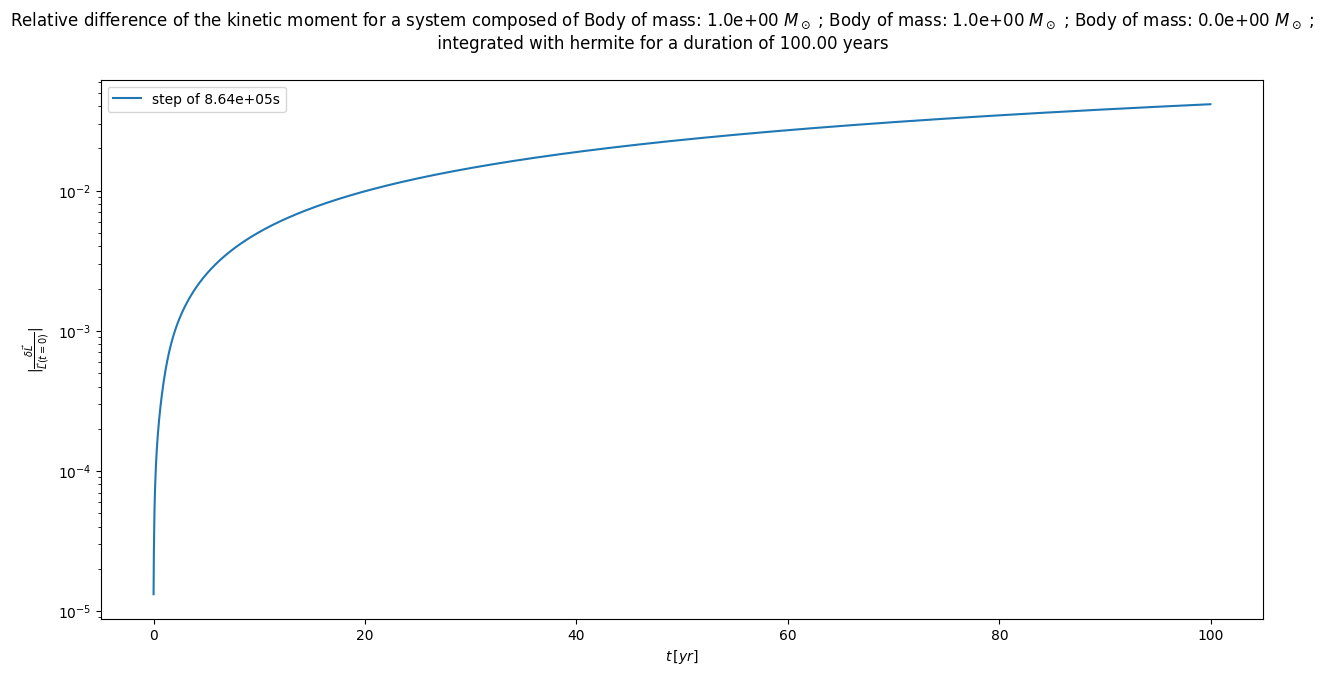 Relative difference of the kinetic moment for a system composed of Body of mass: 1.0e+00 $M_\odot$ ; Body of mass: 1.0e+00 $M_\odot$ ; Body of mass: 0.0e+00 $M_\odot$ ;
integrated with hermite for a duration of 100.00 years
step of 8.64e+05s
$10^{-2}$
$10^{-3}$
$10^{-4}$
$10^{-5}$
$|\frac{\delta \vec{L}}{\vec{L}(t=0)}|$
0 20 40 60 80 100
$t\,[yr]$